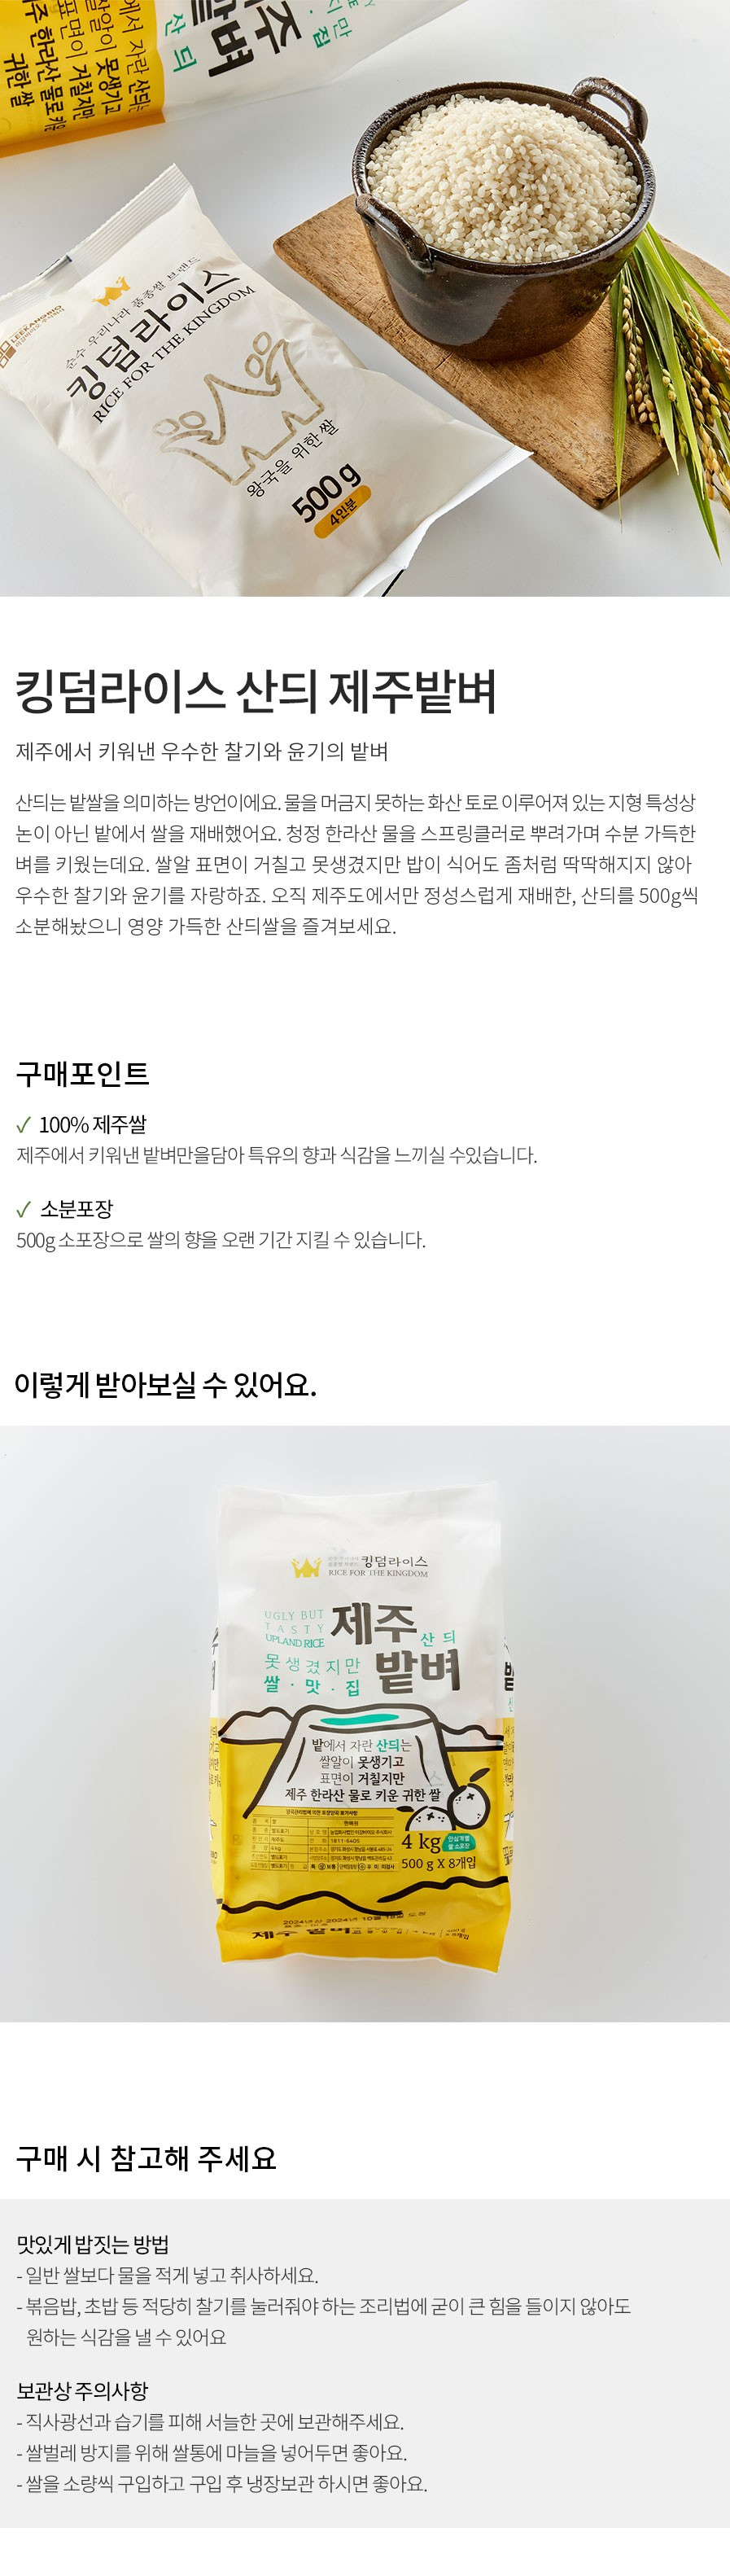 에서 자란 산듸는
쌀알이 못생기고
표면이 거칠지만
제주 한라산 물로 키운
귀한 쌀
산듸
LEEKANGBIO
순수 우리나라 품종쌀 브랜드
킹덤라이스
RICE FOR THE KINGDOM
왕국을 위한 쌀
500g
4인분
킹덤라이스 산듸 제주밭벼
제주에서 키워낸 우수한 찰기와 윤기의 밭벼
산듸는 밭쌀을 의미하는 방언이에요. 물을 머금지 못하는 화산 토로 이루어져 있는 지형 특성상
논이 아닌 밭에서 쌀을 재배했어요. 청정 한라산 물을 스프링클러로 뿌려가며 수분 가득한
벼를 키웠는데요. 쌀알 표면이 거칠고 못생겼지만 밥이 식어도 좀처럼 딱딱해지지 않아
우수한 찰기와 윤기를 자랑하죠. 오직 제주도에서만 정성스럽게 재배한, 산듸를 500g씩
소분해놨으니 영양 가득한 산듸쌀을 즐겨보세요.
구매포인트
✓ 100% 제주쌀
제주에서 키워낸 밭벼만을담아 특유의 향과 식감을 느끼실 수있습니다.
✓ 소분포장
500g 소포장으로 쌀의 향을 오랜 기간 지킬 수 있습니다.
이렇게 받아보실 수 있어요.
킹덤라이스
RICE FOR THE KINGDOM
UGLY BUT
TASTY
UPLAND RICE
제주 산듸
밭벼
못생겼지만
쌀·맛·집
밭에서 자란 산듸는
쌀알이 못생기고
표면이 거칠지만
제주 한라산 물로 키운 귀한 쌀
4 kg
500 g X 8개입
구매 시 참고해 주세요
맛있게 밥짓는 방법
- 일반 쌀보다 물을 적게 넣고 취사하세요.
- 볶음밥, 초밥 등 적당히 찰기를 눌러줘야 하는 조리법에 굳이 큰 힘을 들이지 않아도
원하는 식감을 낼 수 있어요
보관상 주의사항
- 직사광선과 습기를 피해 서늘한 곳에 보관해주세요.
- 쌀벌레 방지를 위해 쌀통에 마늘을 넣어두면 좋아요.
- 쌀을 소량씩 구입하고 구입 후 냉장보관 하시면 좋아요.